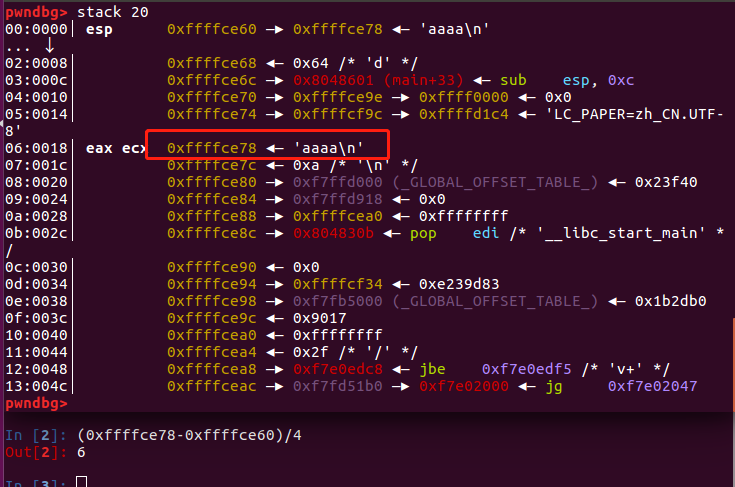 pwndbg> stack 20
00:0000│ esp 0xffffce60 —▸ 0xffffce78 ◂— 'aaaa\n'
... ↓
02:0008│ 0xffffce68 ◂— 0x64 /* 'd' */
03:000c│ 0xffffce6c —▸ 0x8048601 (main+33) ◂— sub esp, 0xc
04:0010│ 0xffffce70 —▸ 0xffffce9e —▸ 0xffff0000 ◂— 0x0
05:0014│ 0xffffce74 —▸ 0xffffcf9c —▸ 0xffffd1c4 ◂— 'LC_PAPER=zh_CN.UTF-
8'
06:0018│ eax ecx 0xffffce78 ◂— 'aaaa\n'
07:001c│ 0xffffce7c ◂— 0xa /* '\n' */
08:0020│ 0xffffce80 —▸ 0xf7ffd000 (_GLOBAL_OFFSET_TABLE_) ◂— 0x23f40
09:0024│ 0xffffce84 —▸ 0xf7ffd918 ◂— 0x0
0a:0028│ 0xffffce88 —▸ 0xffffcea0 ◂— 0xffffffff
0b:002c│ 0xffffce8c —▸ 0x804830b ◂— pop edi /* '__libc_start_main' *
/
0c:0030│ 0xffffce90 ◂— 0x0
0d:0034│ 0xffffce94 —▸ 0xffffcf34 ◂— 0xe239d83
0e:0038│ 0xffffce98 —▸ 0xf7fb5000 (_GLOBAL_OFFSET_TABLE_) ◂— 0x1b2db0
0f:003c│ 0xffffce9c ◂— 0x9017
10:0040│ 0xffffcea0 ◂— 0xffffffff
11:0044│ 0xffffcea4 ◂— 0x2f /* '/' */
12:0048│ 0xffffcea8 —▸ 0xf7e0edc8 ◂— jbe 0xf7e0edf5 /* 'v+' */
13:004c│ 0xffffceac —▸ 0xf7fd51b0 —▸ 0xf7e02000 ◂— jg 0xf7e02047
pwndbg>
In [2]: (0xffffce78-0xffffce60)/4
Out[2]: 6
In [3]: